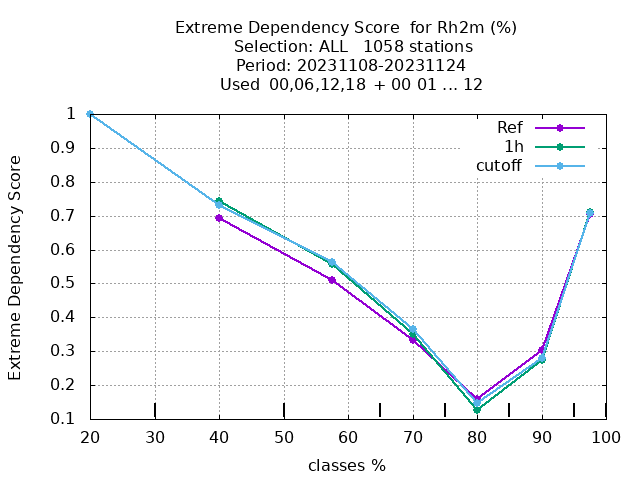 Extreme Dependency Score  for Rh2m (%)
Selection: ALL   1058 stations
Period: 20231108-20231124
Used  00,06,12,18  + 00 01 ... 12
Ref
1h
cutoff
1
0.9
0.8
0.7
0.6
0.5
0.4
0.3
0.2
0.1
Extreme Dependency Score
20 30 40 50 60 70 80 90 100
classes %